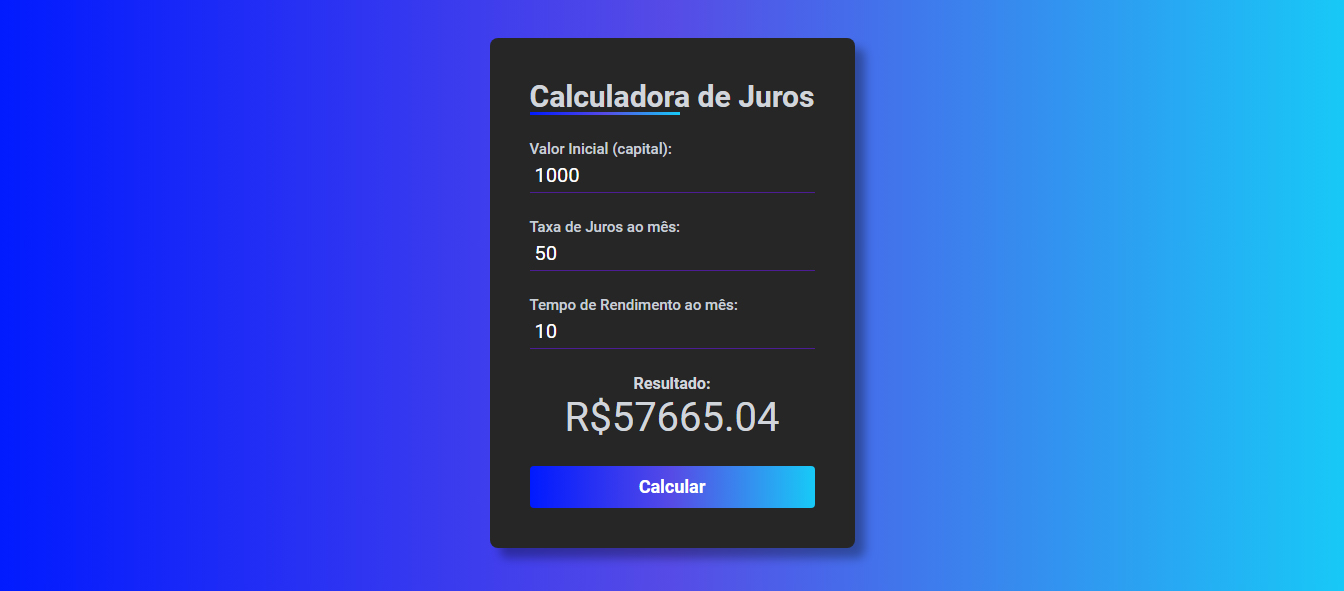 Calculadora de Juros
Valor Inicial (capital):
1000
Taxa de Juros ao mês:
50
Tempo de Rendimento ao mês:
10
Resultado:
R$57665.04
Calcular